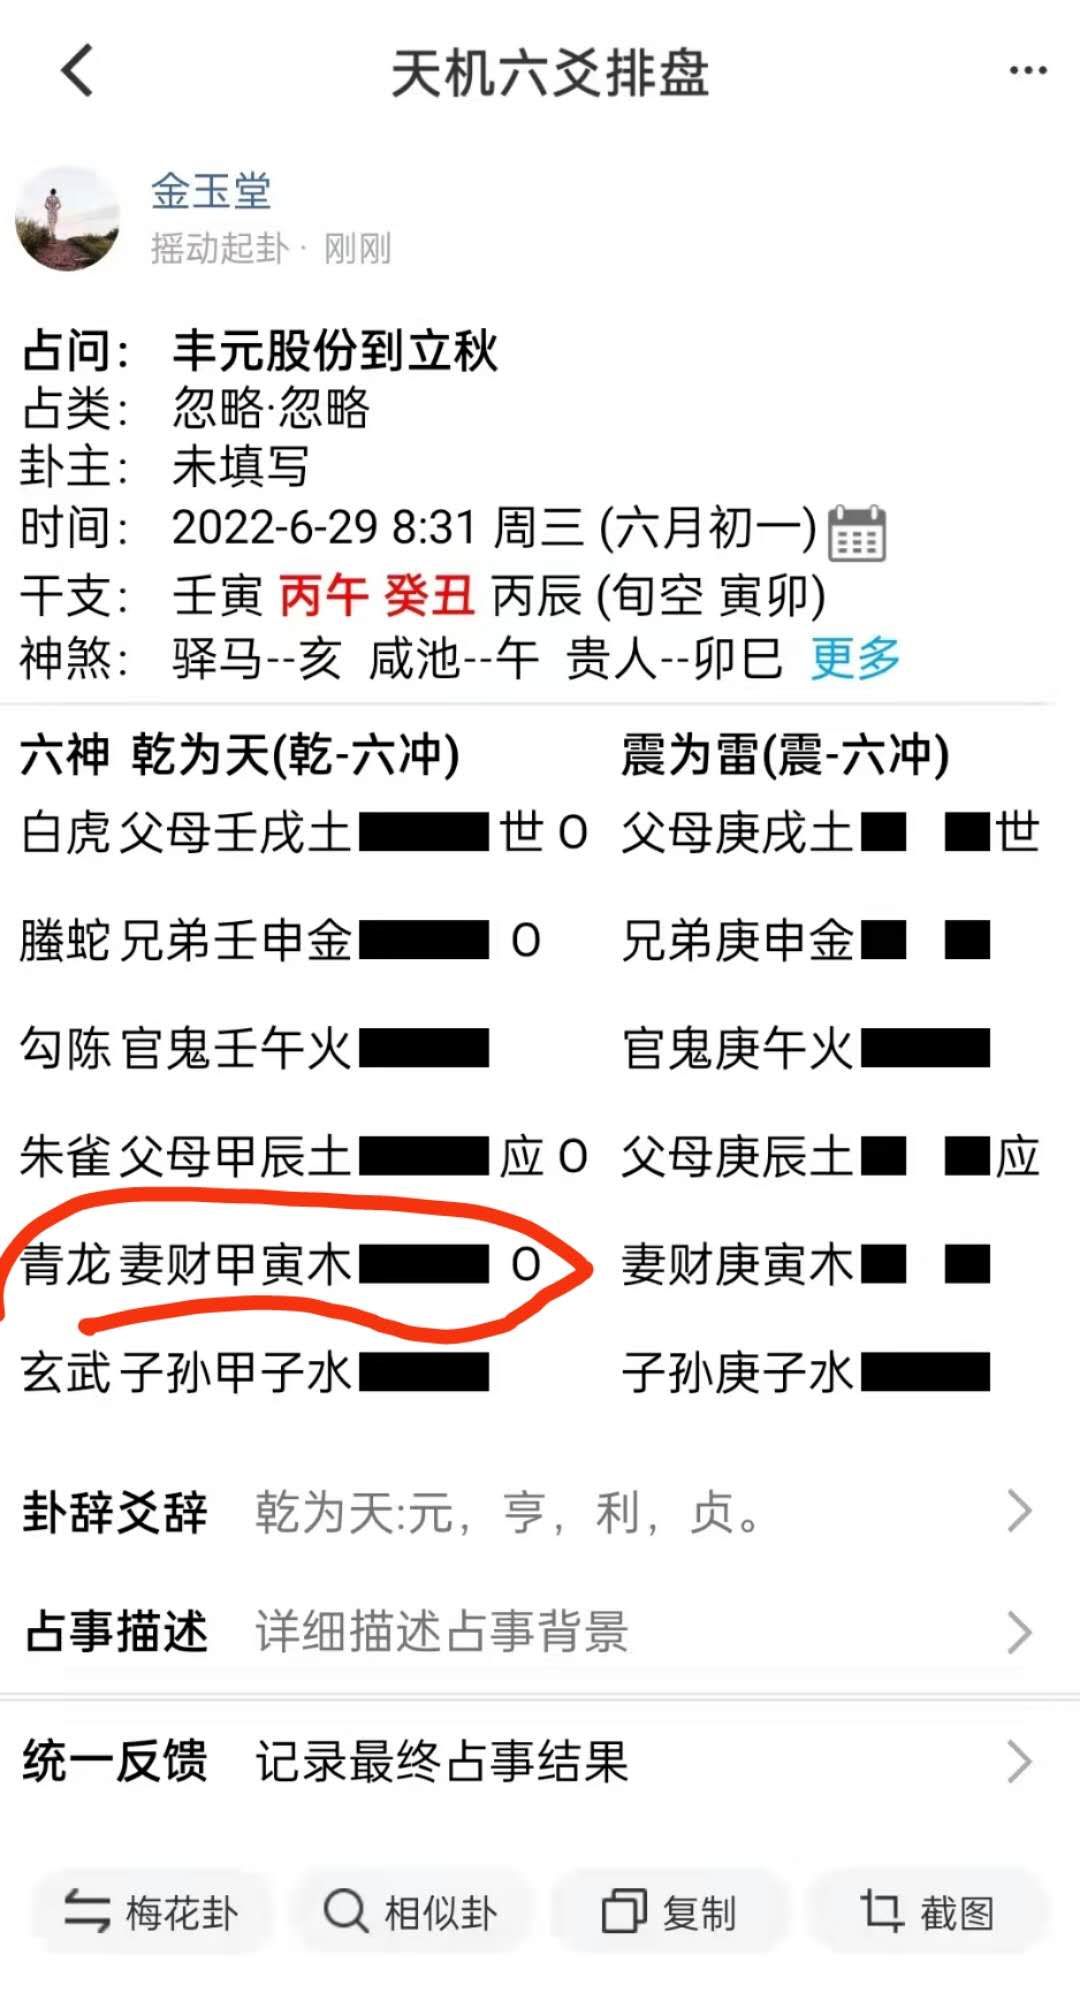 天机六爻排盘
金玉堂
摇动起卦· 刚刚
占问： 丰元股份到立秋
占类： 忽略·忽略
卦主： 未填写
时间： 2022-6-29 8:31 周三 (六月初一)
干支： 壬寅 丙午 癸丑 丙辰 (旬空 寅卯)
神煞： 驿马--亥 咸池--午 贵人--卯巳 更多
六神 乾为天(乾-六冲) 震为雷(震-六冲)
白虎 父母壬戌土 世 O 父母庚戌土 世
螣蛇 兄弟壬申金 O 兄弟庚申金
勾陈 官鬼壬午火 官鬼庚午火
朱雀 父母甲辰土 应 O 父母庚辰土 应
青龙 妻财甲寅木 O 妻财庚寅木
玄武 子孙甲子水 子孙庚子水
卦辞爻辞 乾为天:元，亨，利，贞。
占事描述 详细描述占事背景
统一反馈 记录最终占事结果
梅花卦 相似卦 复制 截图